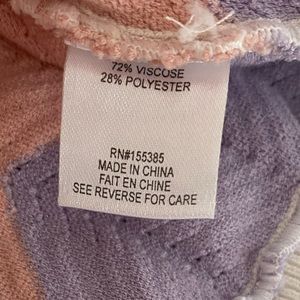 72% VISCOSE
28% POLYESTER
RN#155385
MADE IN CHINA
FAIT EN CHINE
SEE REVERSE FOR CARE